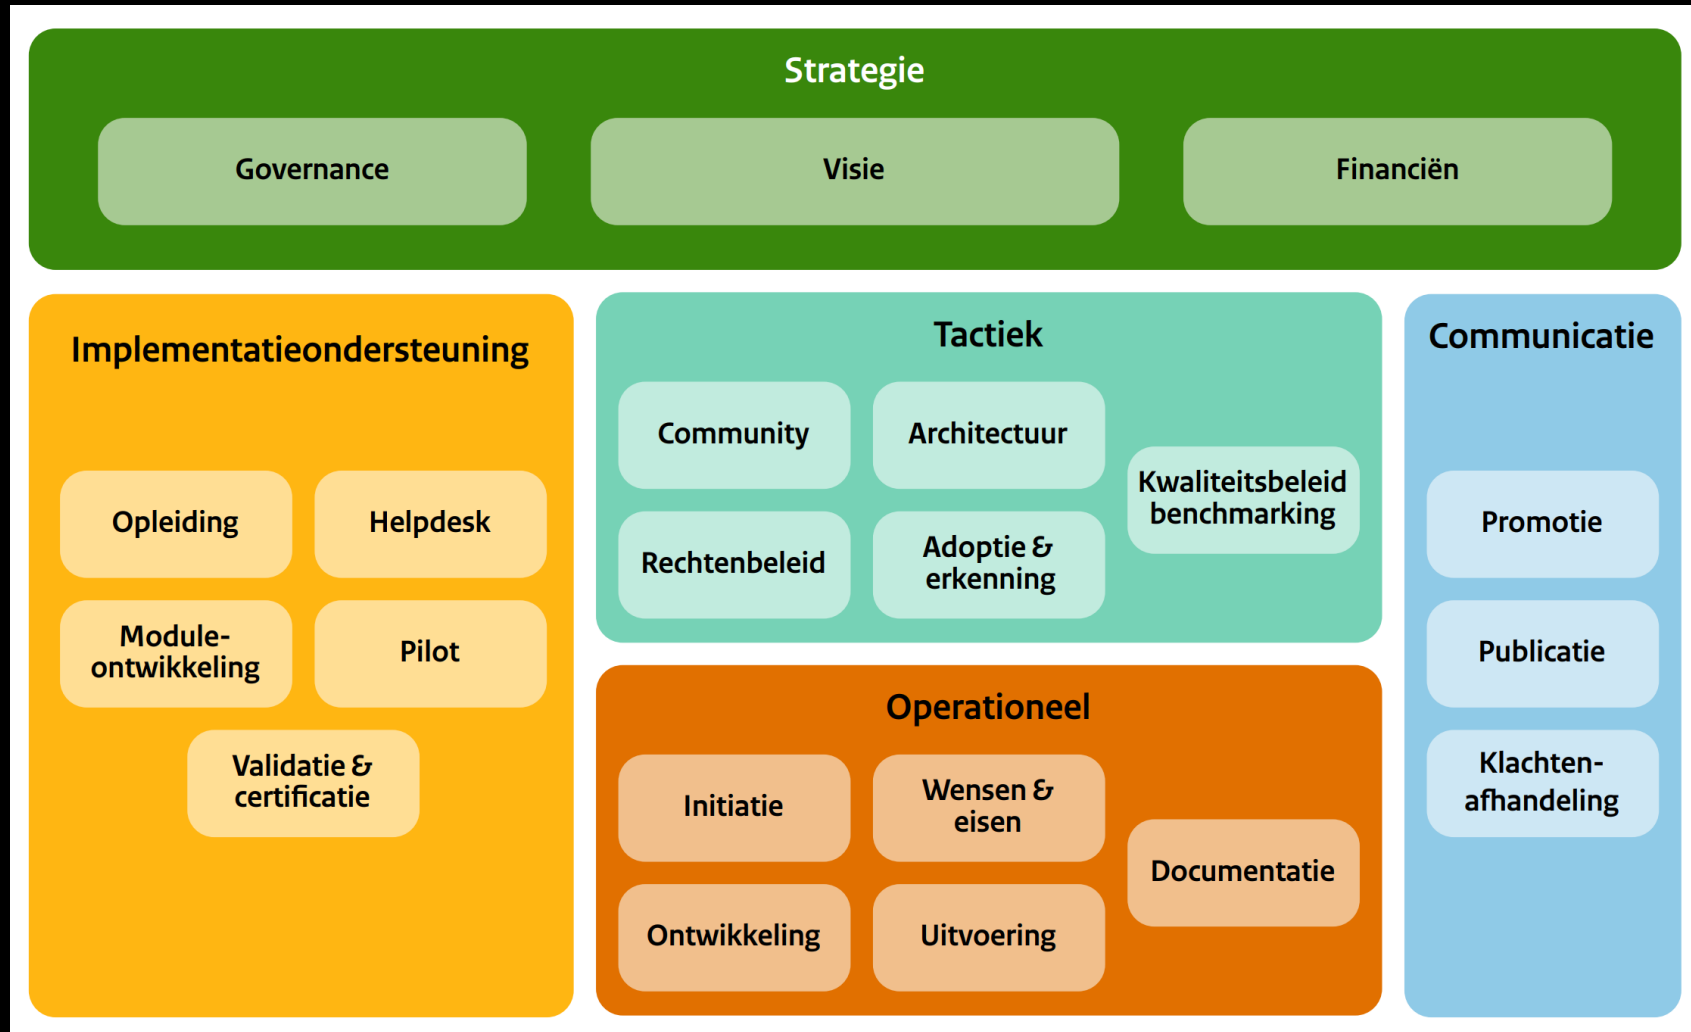 Strategie
Governance
Visie
Financiën
Implementatieondersteuning
Opleiding
Helpdesk
Module-
ontwikkeling
Pilot
Validatie &
certificatie
Tactiek
Community
Architectuur
Kwaliteitsbeleid
benchmarking
Rechtenbeleid
Adoptie &
erkenning
Operationeel
Initiatie
Wensen &
eisen
Documentatie
Ontwikkeling
Uitvoering
Communicatie
Promotie
Publicatie
Klachten-
afhandeling